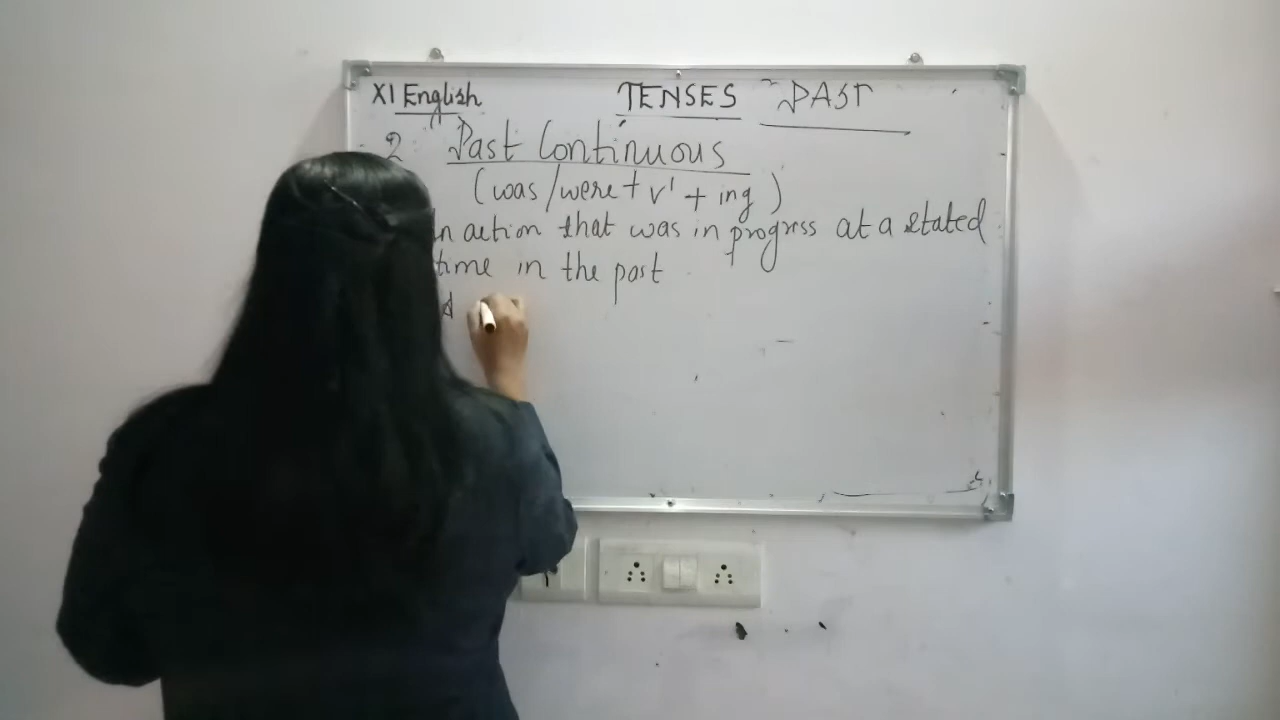 XI English TENSES PAST
2 Past Continuous
(was/were + v' + ing)
n action that was in progress at a stated
time in the past
d